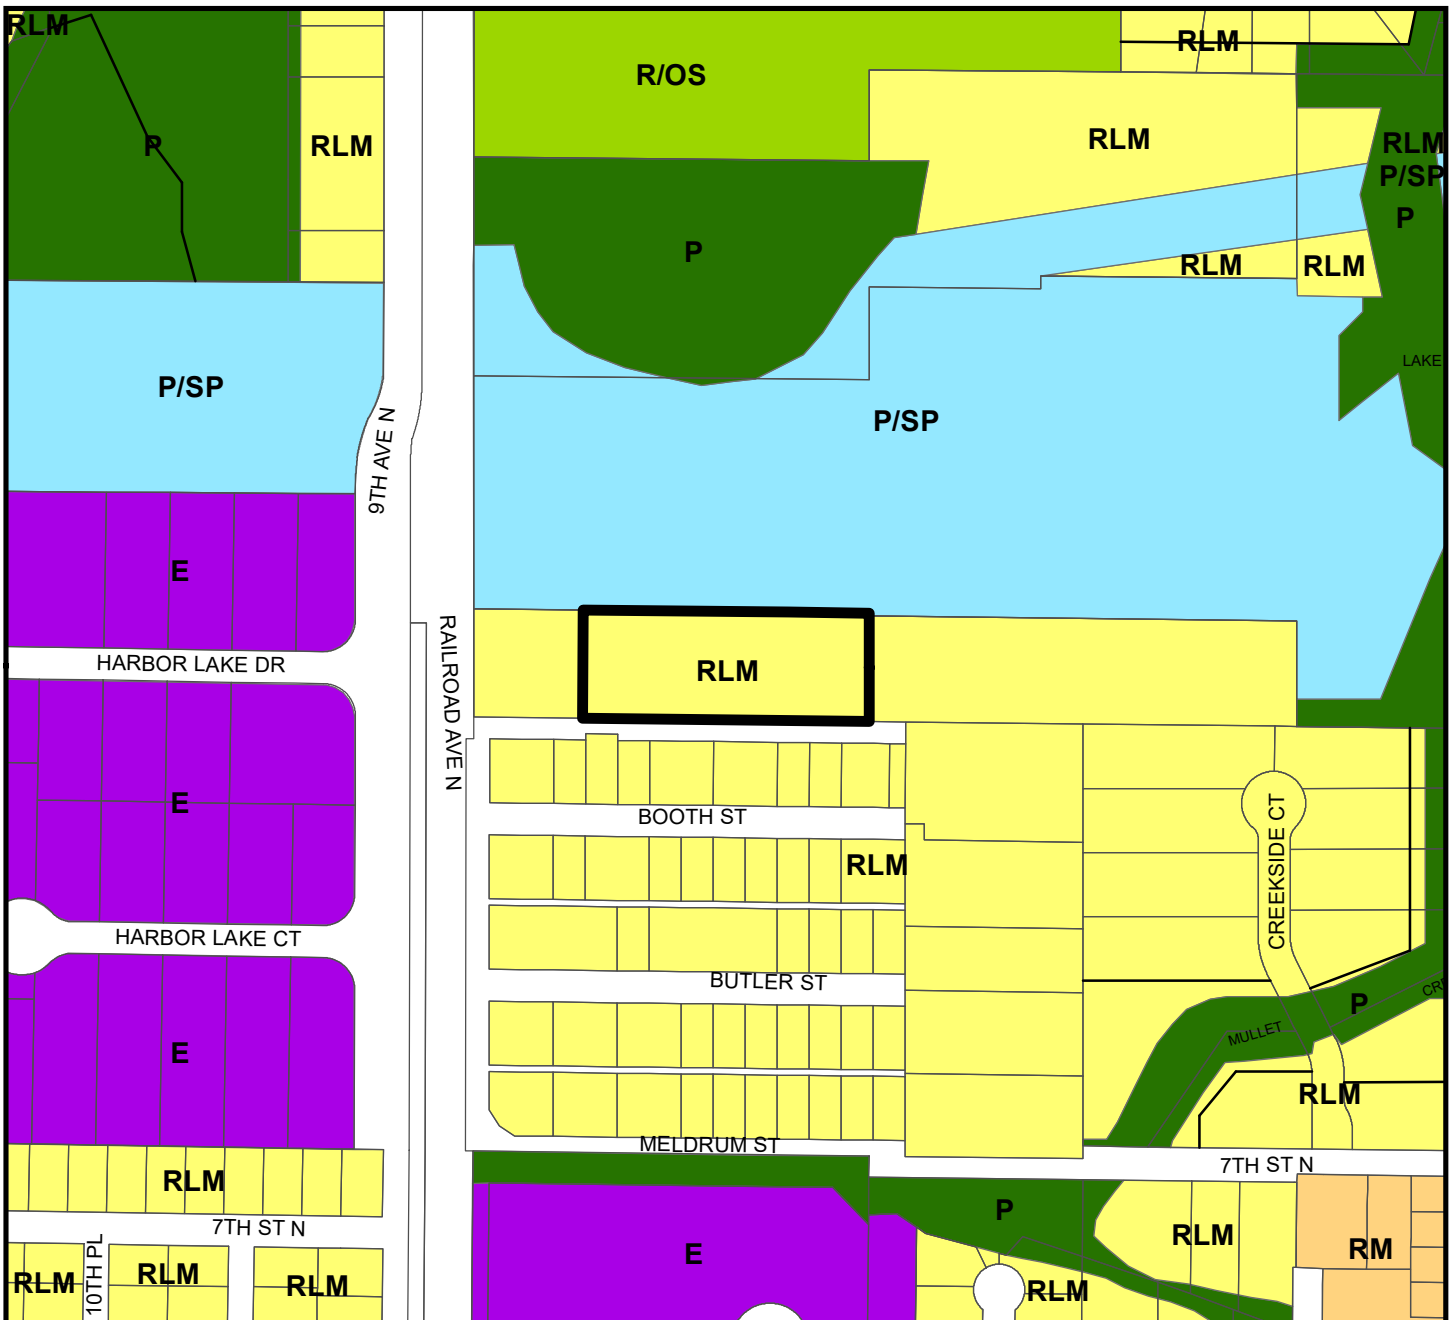 RLM
R/OS
RLM
P
RLM
RLM
RLM
P/SP
P
P
RLM
RLM
LAKE
P/SP
P/SP
9TH AVE N
E
HARBOR LAKE DR
RAILROAD AVE N
RLM
E
BOOTH ST
CREEKSIDE CT
RLM
HARBOR LAKE CT
BUTLER ST
P
CRE
MULLET
E
RLM
MELDRUM ST
7TH ST N
RLM
P
7TH ST N
RLM
RM
E
10TH PL
RLM
RLM
RLM
RLM